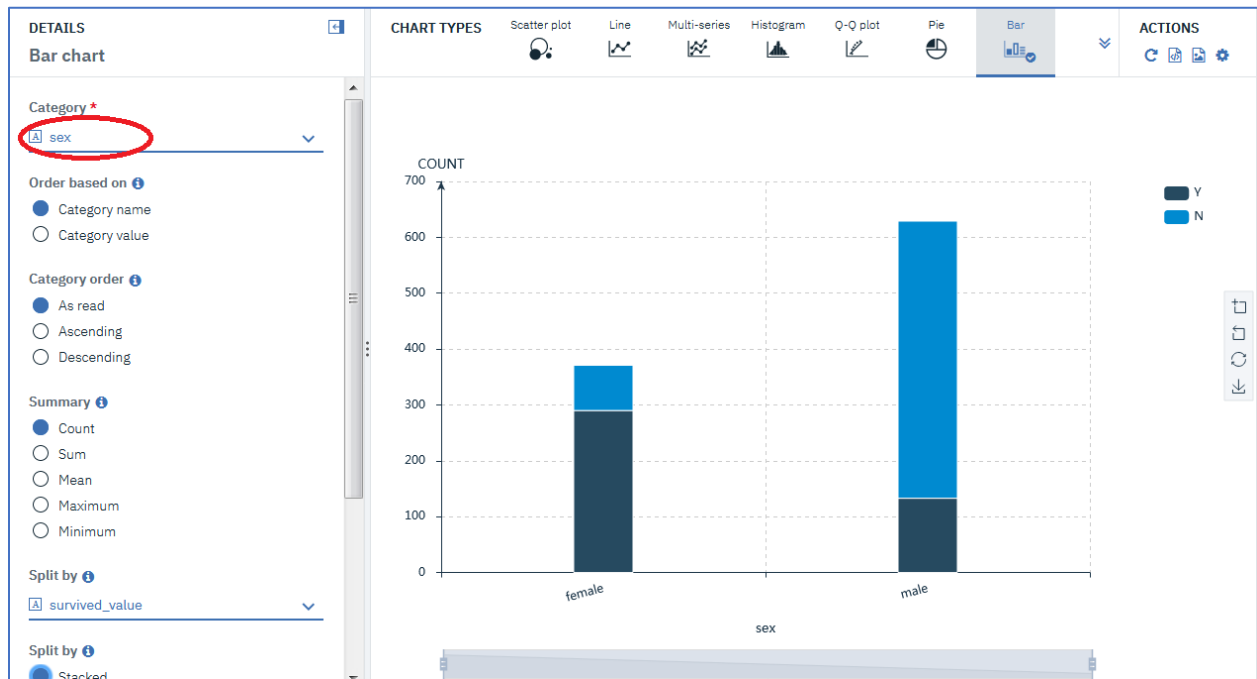 DETAILS
Bar chart
Category *
A sex
Order based on
Category name
Category value
Category order
As read
Ascending
Descending
Summary
Count
Sum
Mean
Maximum
Minimum
Split by
A survived_value
Split by
Stacked
CHART TYPES
Scatter plot
Line
Multi-series
Histogram
Q-Q plot
Pie
Bar
ACTIONS
COUNT
700
600
500
400
300
200
100
0
female
male
sex
Y
N